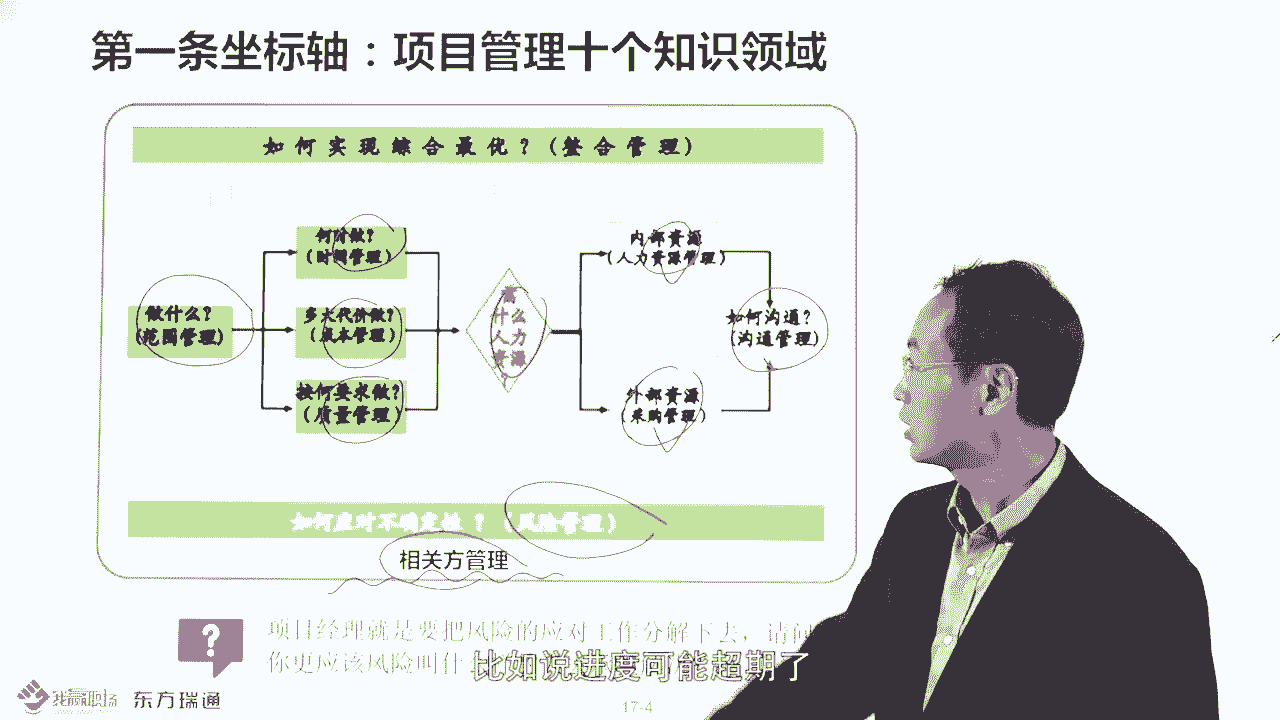 第一条坐标轴：项目管理十个知识领域
如何实现综合最优？(整合管理)
何阶做?
(时间管理)
做什么?
(范围管理)
多大代价做?
(成本管理)
按何要求做?
(质量管理)
需
什么
人力
资源
?
内部资源
(人力资源管理)
外部资源
(采购管理)
如何沟通?
(沟通管理)
如何应对不确定性？(风险管理)
相关方管理
?
项目经理就是要把风险的应对工作分解下去，请问
你更应该风险叫什
比如说进度可能超期了
我赢职场 东方瑞通
17-4